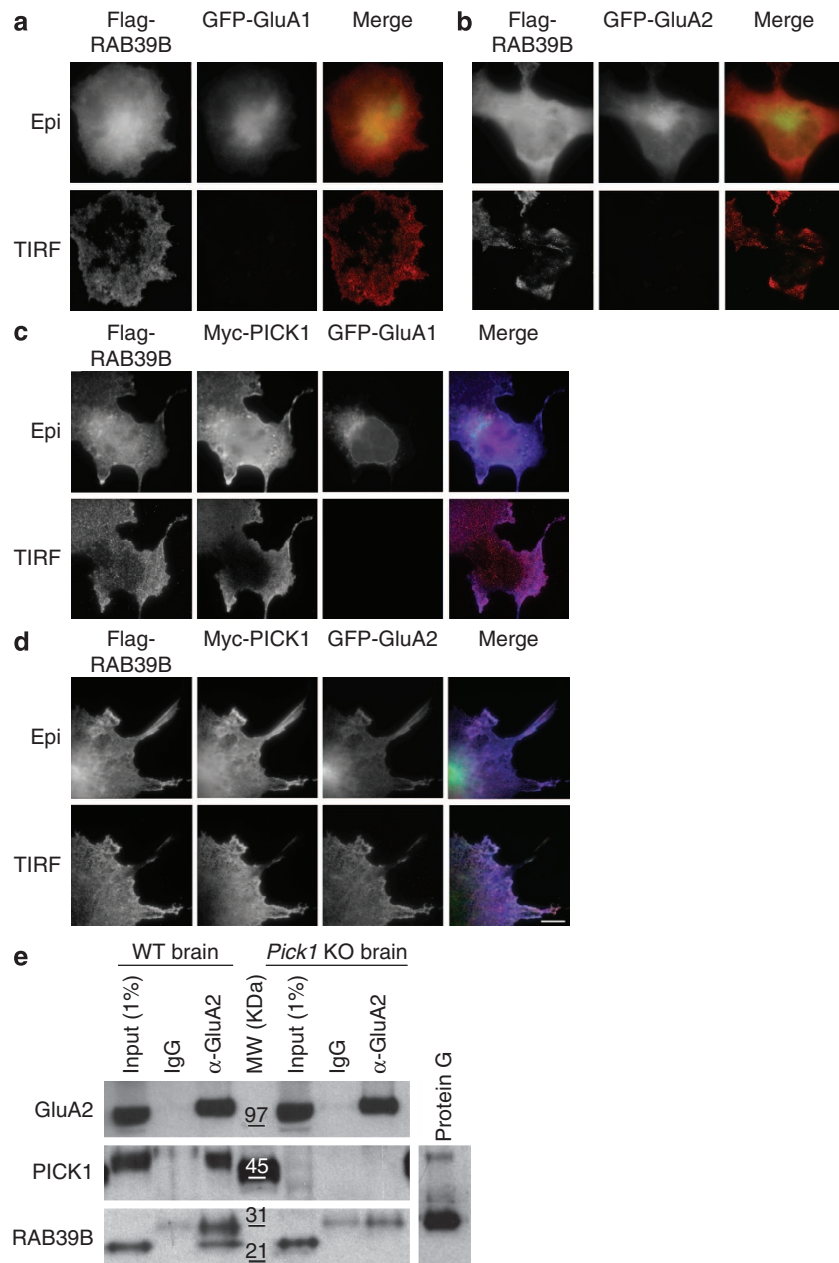 a
Flag-
RAB39B
GFP-GluA1
Merge
b
Flag-
RAB39B
GFP-GluA2
Merge
Epi
Epi
TIRF
TIRF
c
Flag-
RAB39B
Myc-PICK1
GFP-GluA1
Merge
Epi
TIRF
d
Flag-
RAB39B
Myc-PICK1
GFP-GluA2
Merge
Epi
TIRF
e
WT brain
Pick1 KO brain
Input (1%)
IgG
α-GluA2
MW (KDa)
Input (1%)
IgG
α-GluA2
Protein G
GluA2
97
PICK1
45
RAB39B
31
21